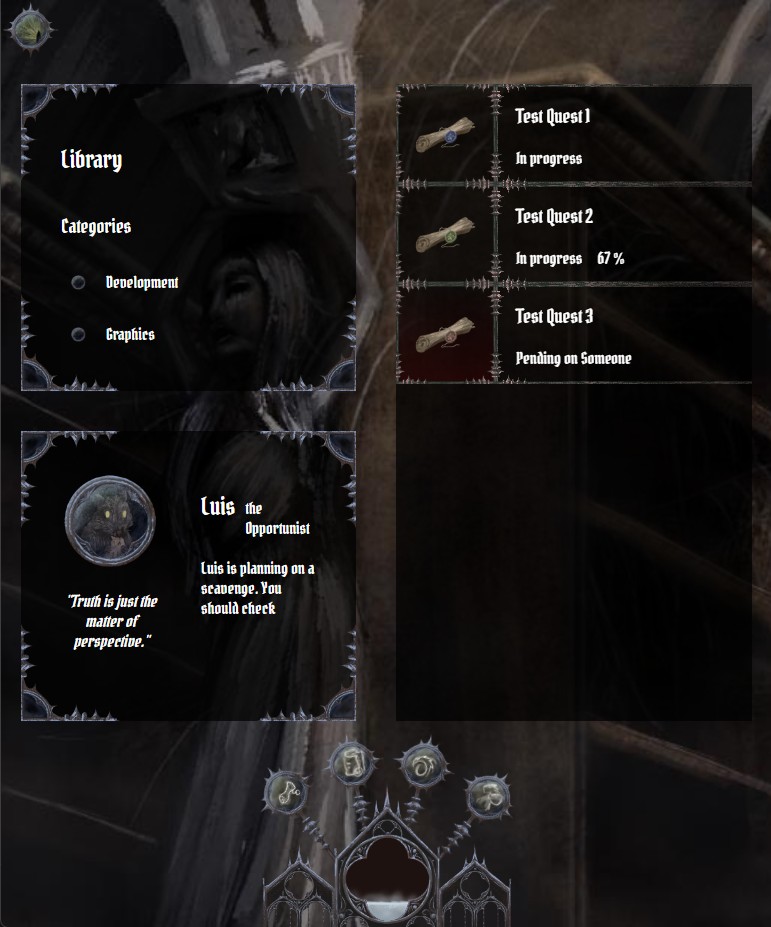 Library
Categories
Development
Graphics
Luis the
Opportunist
Luis is planning on a
scavenge. You
should check
"Truth is just the
matter of
perspective."
Test Quest 1
In progress
Test Quest 2
In progress 67 %
Test Quest 3
Pending on Someone